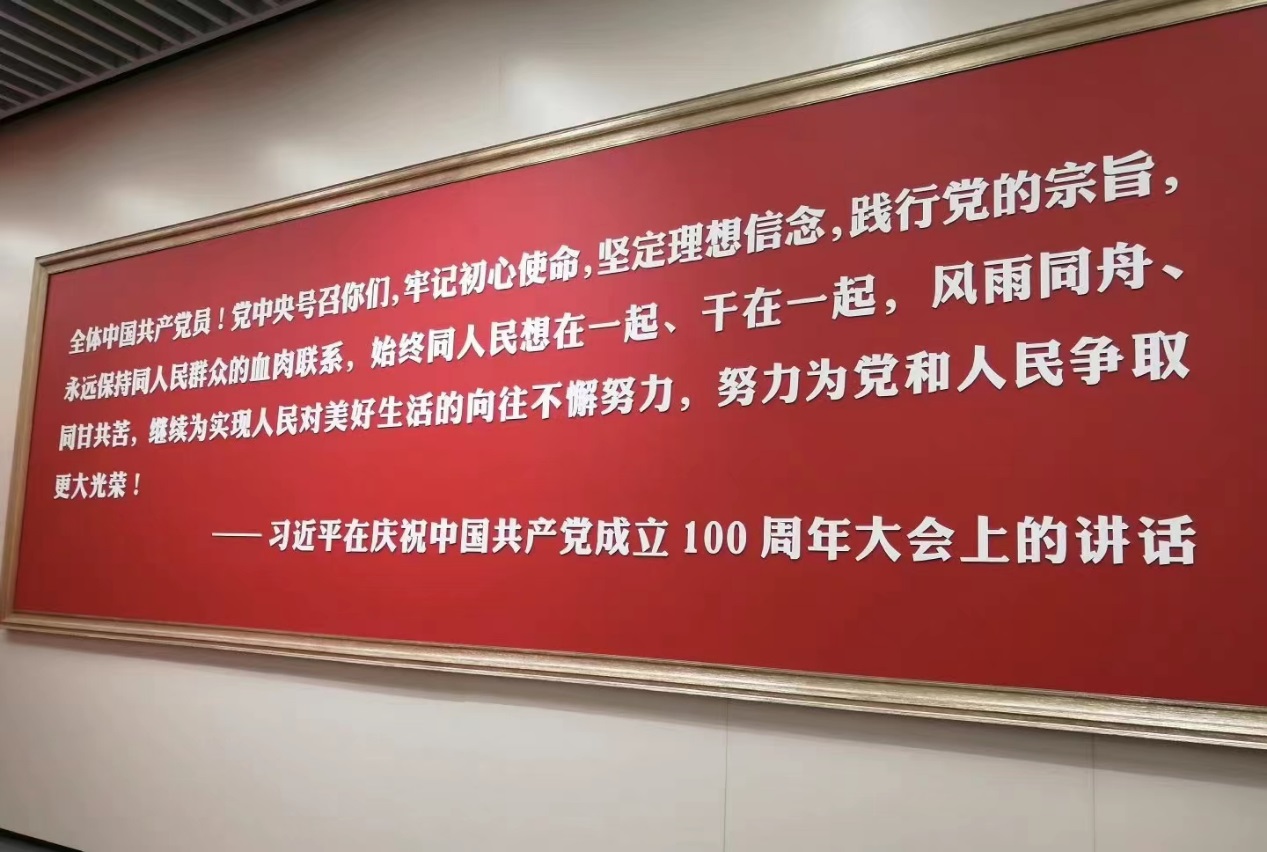 全体中国共产党员！党中央号召你们，牢记初心使命，坚定理想信念，践行党的宗旨，
永远保持同人民群众的血肉联系，始终同人民想在一起、干在一起，风雨同舟、
同甘共苦，继续为实现人民对美好生活的向往不懈努力，努力为党和人民争取
更大光荣！
——习近平在庆祝中国共产党成立100周年大会上的讲话